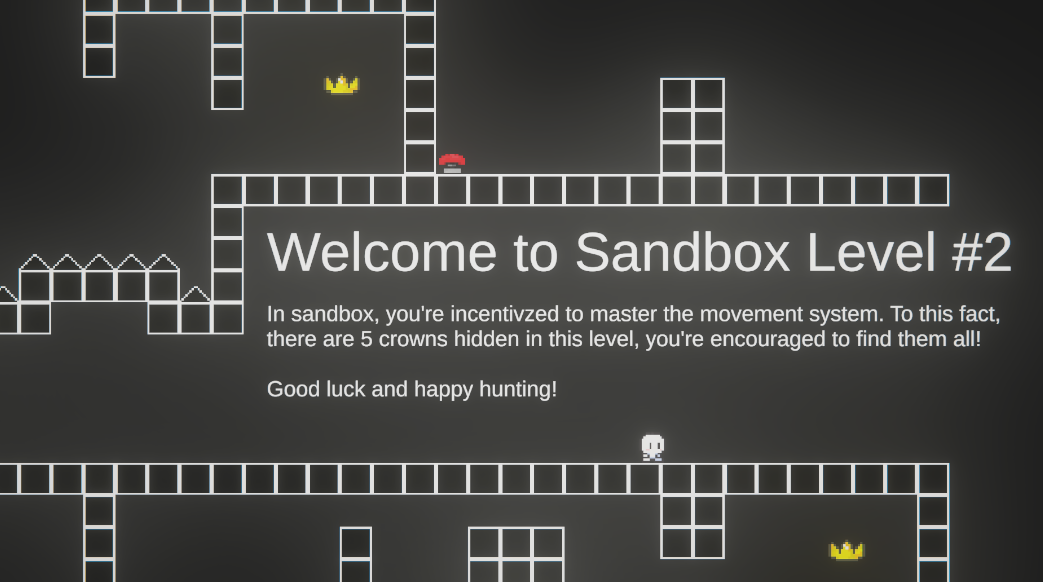 Welcome to Sandbox Level #2
In sandbox, you're incentivzed to master the movement system. To this fact,
there are 5 crowns hidden in this level, you're encouraged to find them all!
Good luck and happy hunting!